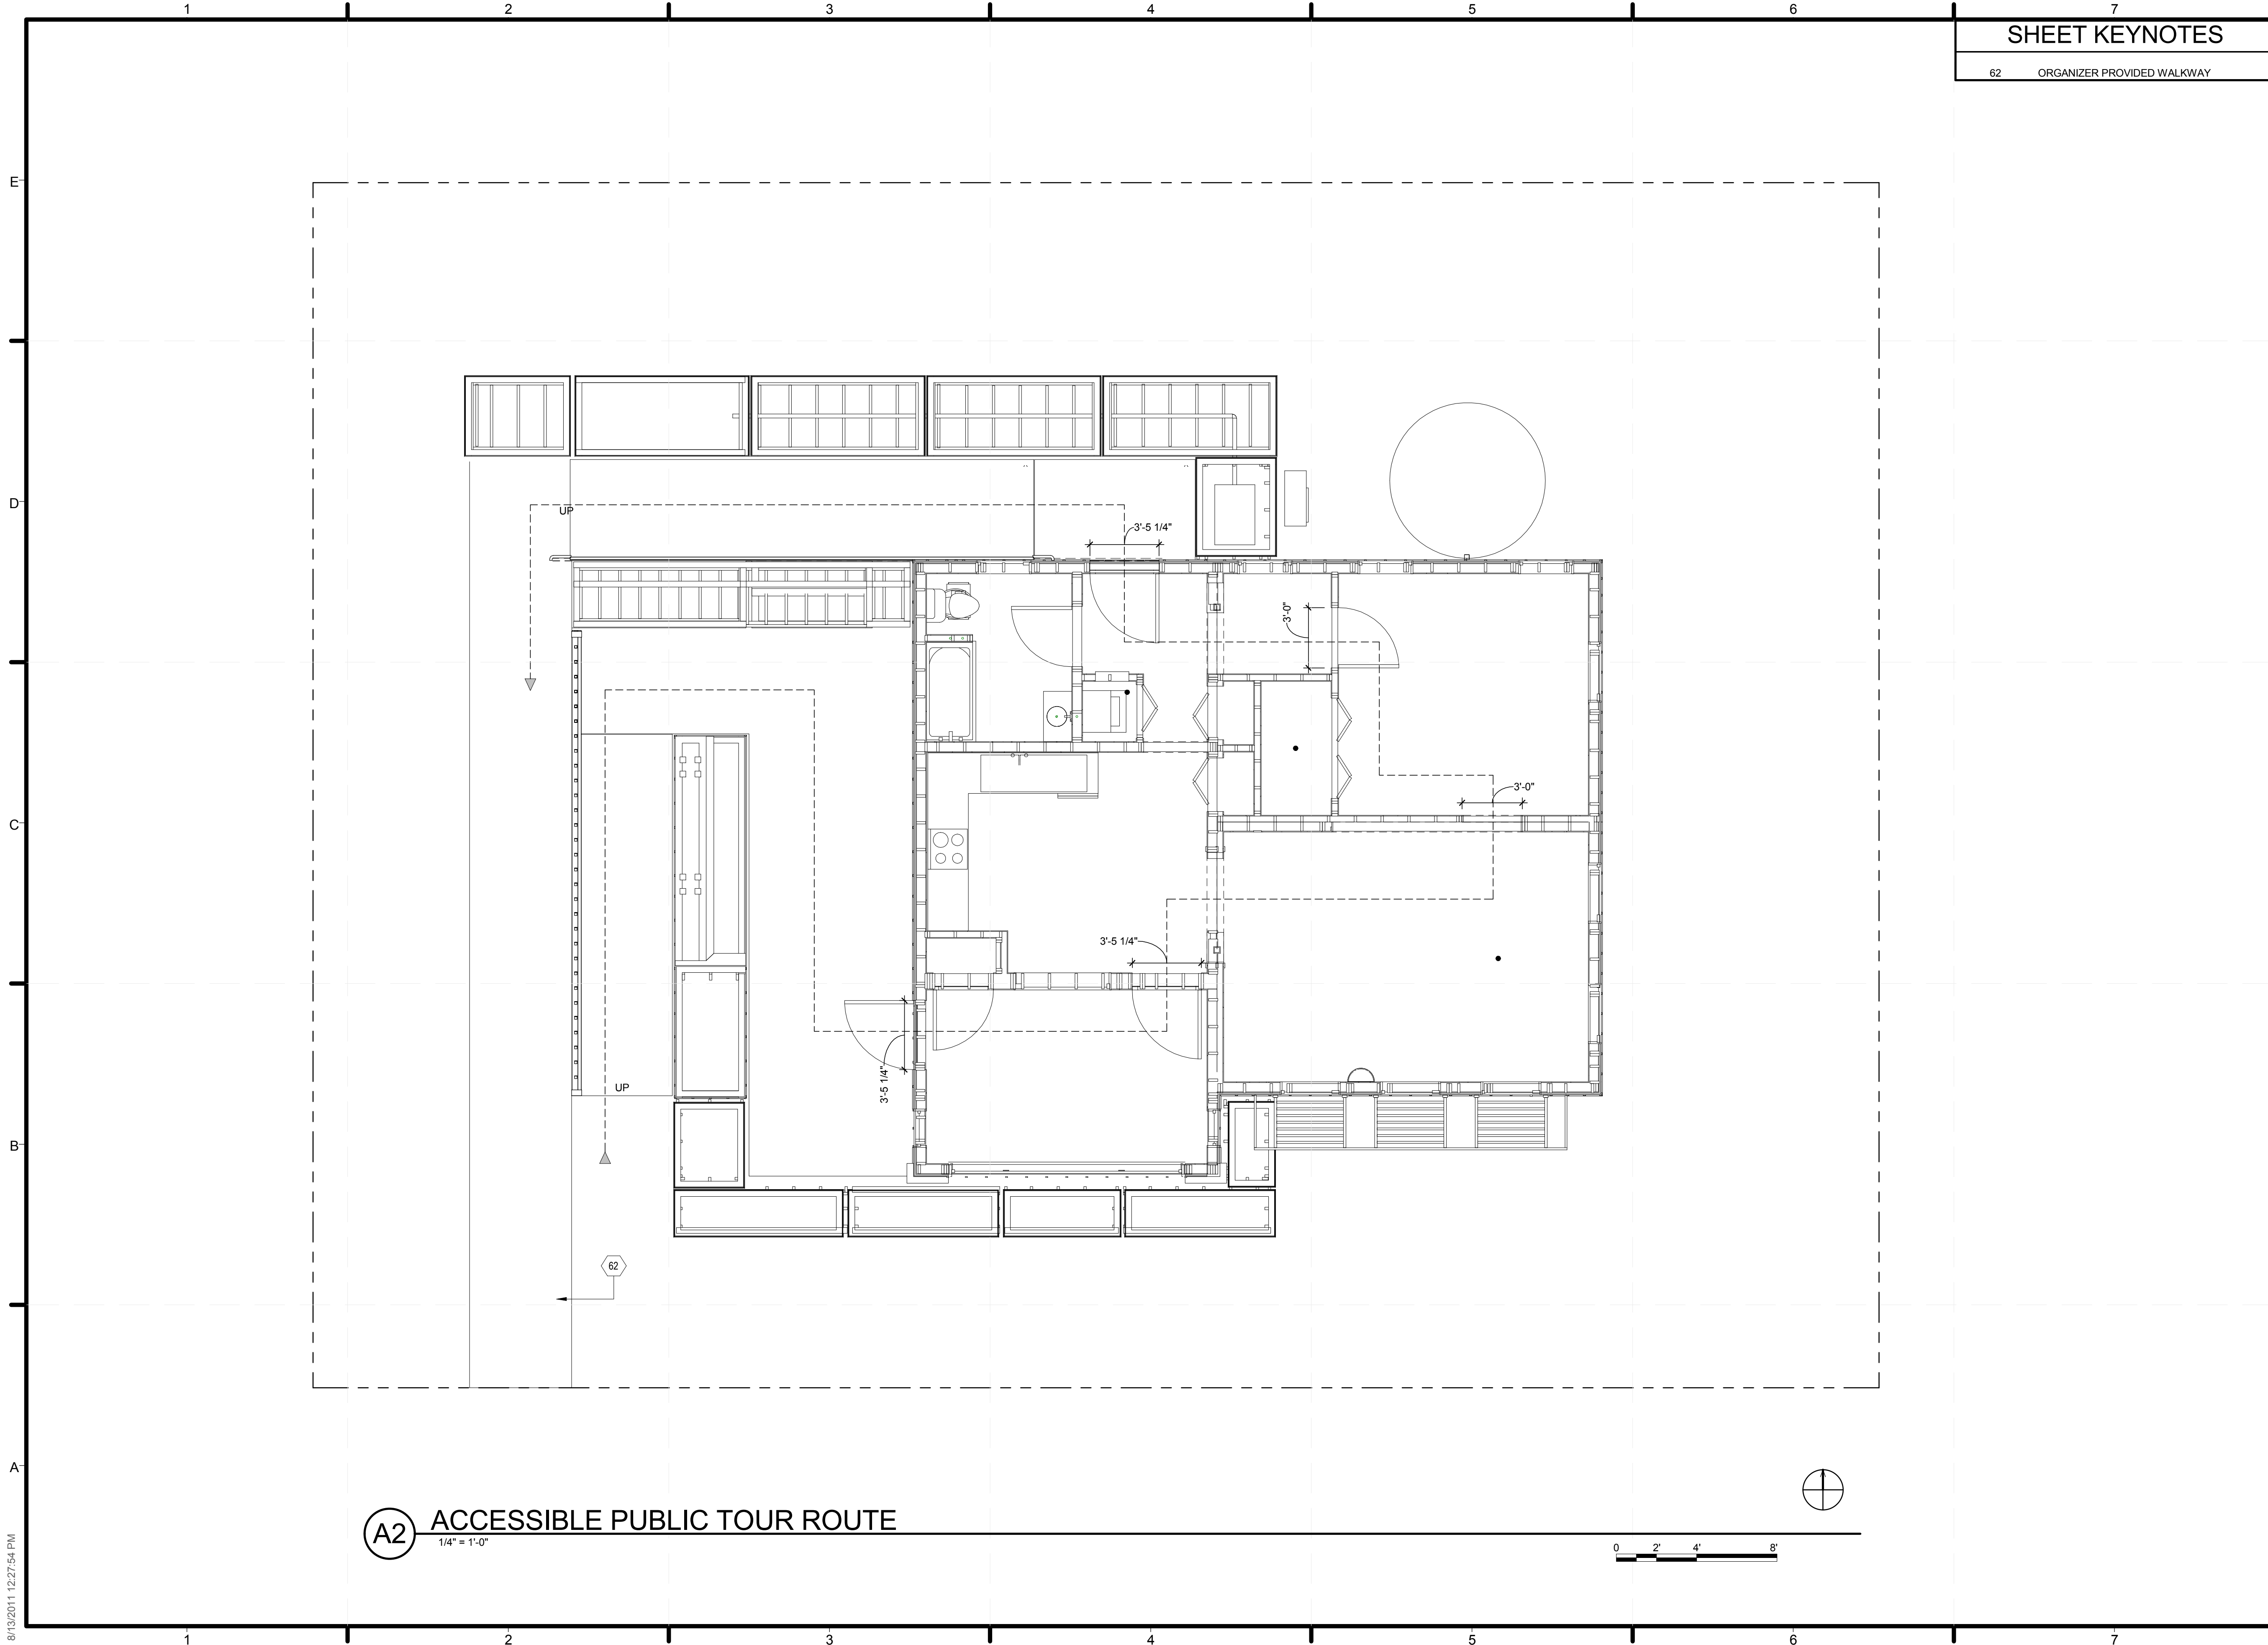 1 2 3 4 5 6 7
SHEET KEYNOTES
62 ORGANIZER PROVIDED WALKWAY
E
D
UP
3'-5 1/4"
3'-0"
3'-0"
C
3'-5 1/4"
3'-5 1/4"
UP
B
62
A
A2 ACCESSIBLE PUBLIC TOUR ROUTE
1/4" = 1'-0"
0 2' 4' 8'
8/13/2011 12:27:54 PM
1 2 3 4 5 6 7